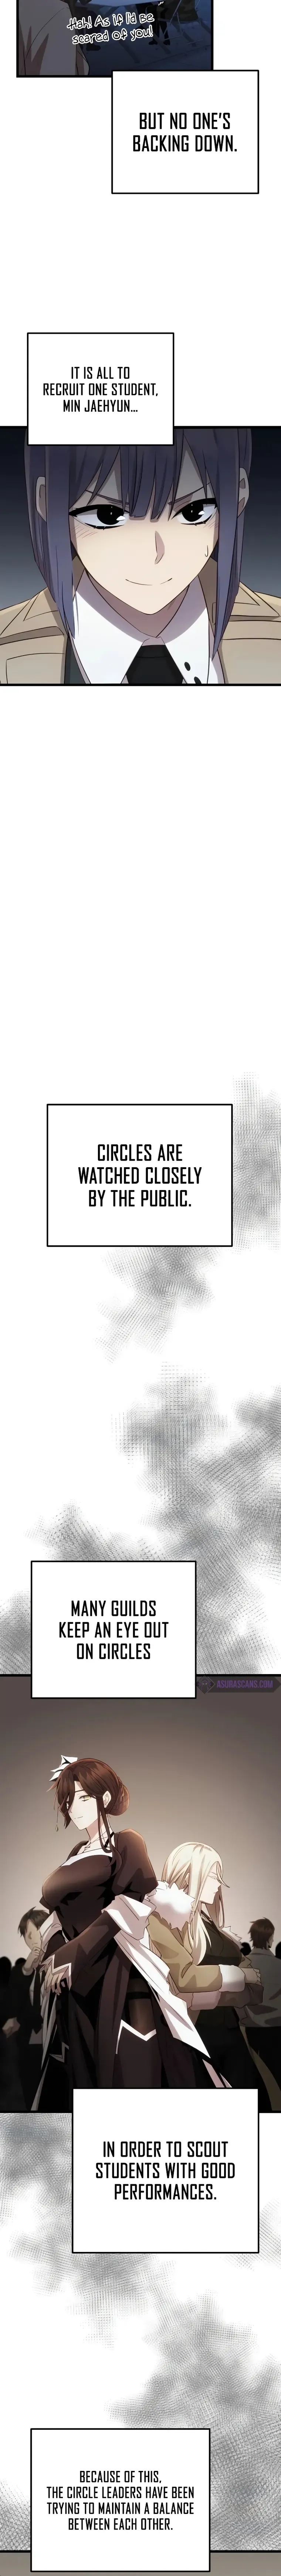 Hah! As if I'd be
scared of you!
BUT NO ONE'S
BACKING DOWN.
IT IS ALL TO
RECRUIT ONE STUDENT,
MIN JAEHYUN...
CIRCLES ARE
WATCHED CLOSELY
BY THE PUBLIC.
MANY GUILDS
KEEP AN EYE OUT
ON CIRCLES
ASURASCANS.COM
IN ORDER TO SCOUT
STUDENTS WITH GOOD
PERFORMANCES.
BECAUSE OF THIS,
THE CIRCLE LEADERS HAVE BEEN
TRYING TO MAINTAIN A BALANCE
BETWEEN EACH OTHER.